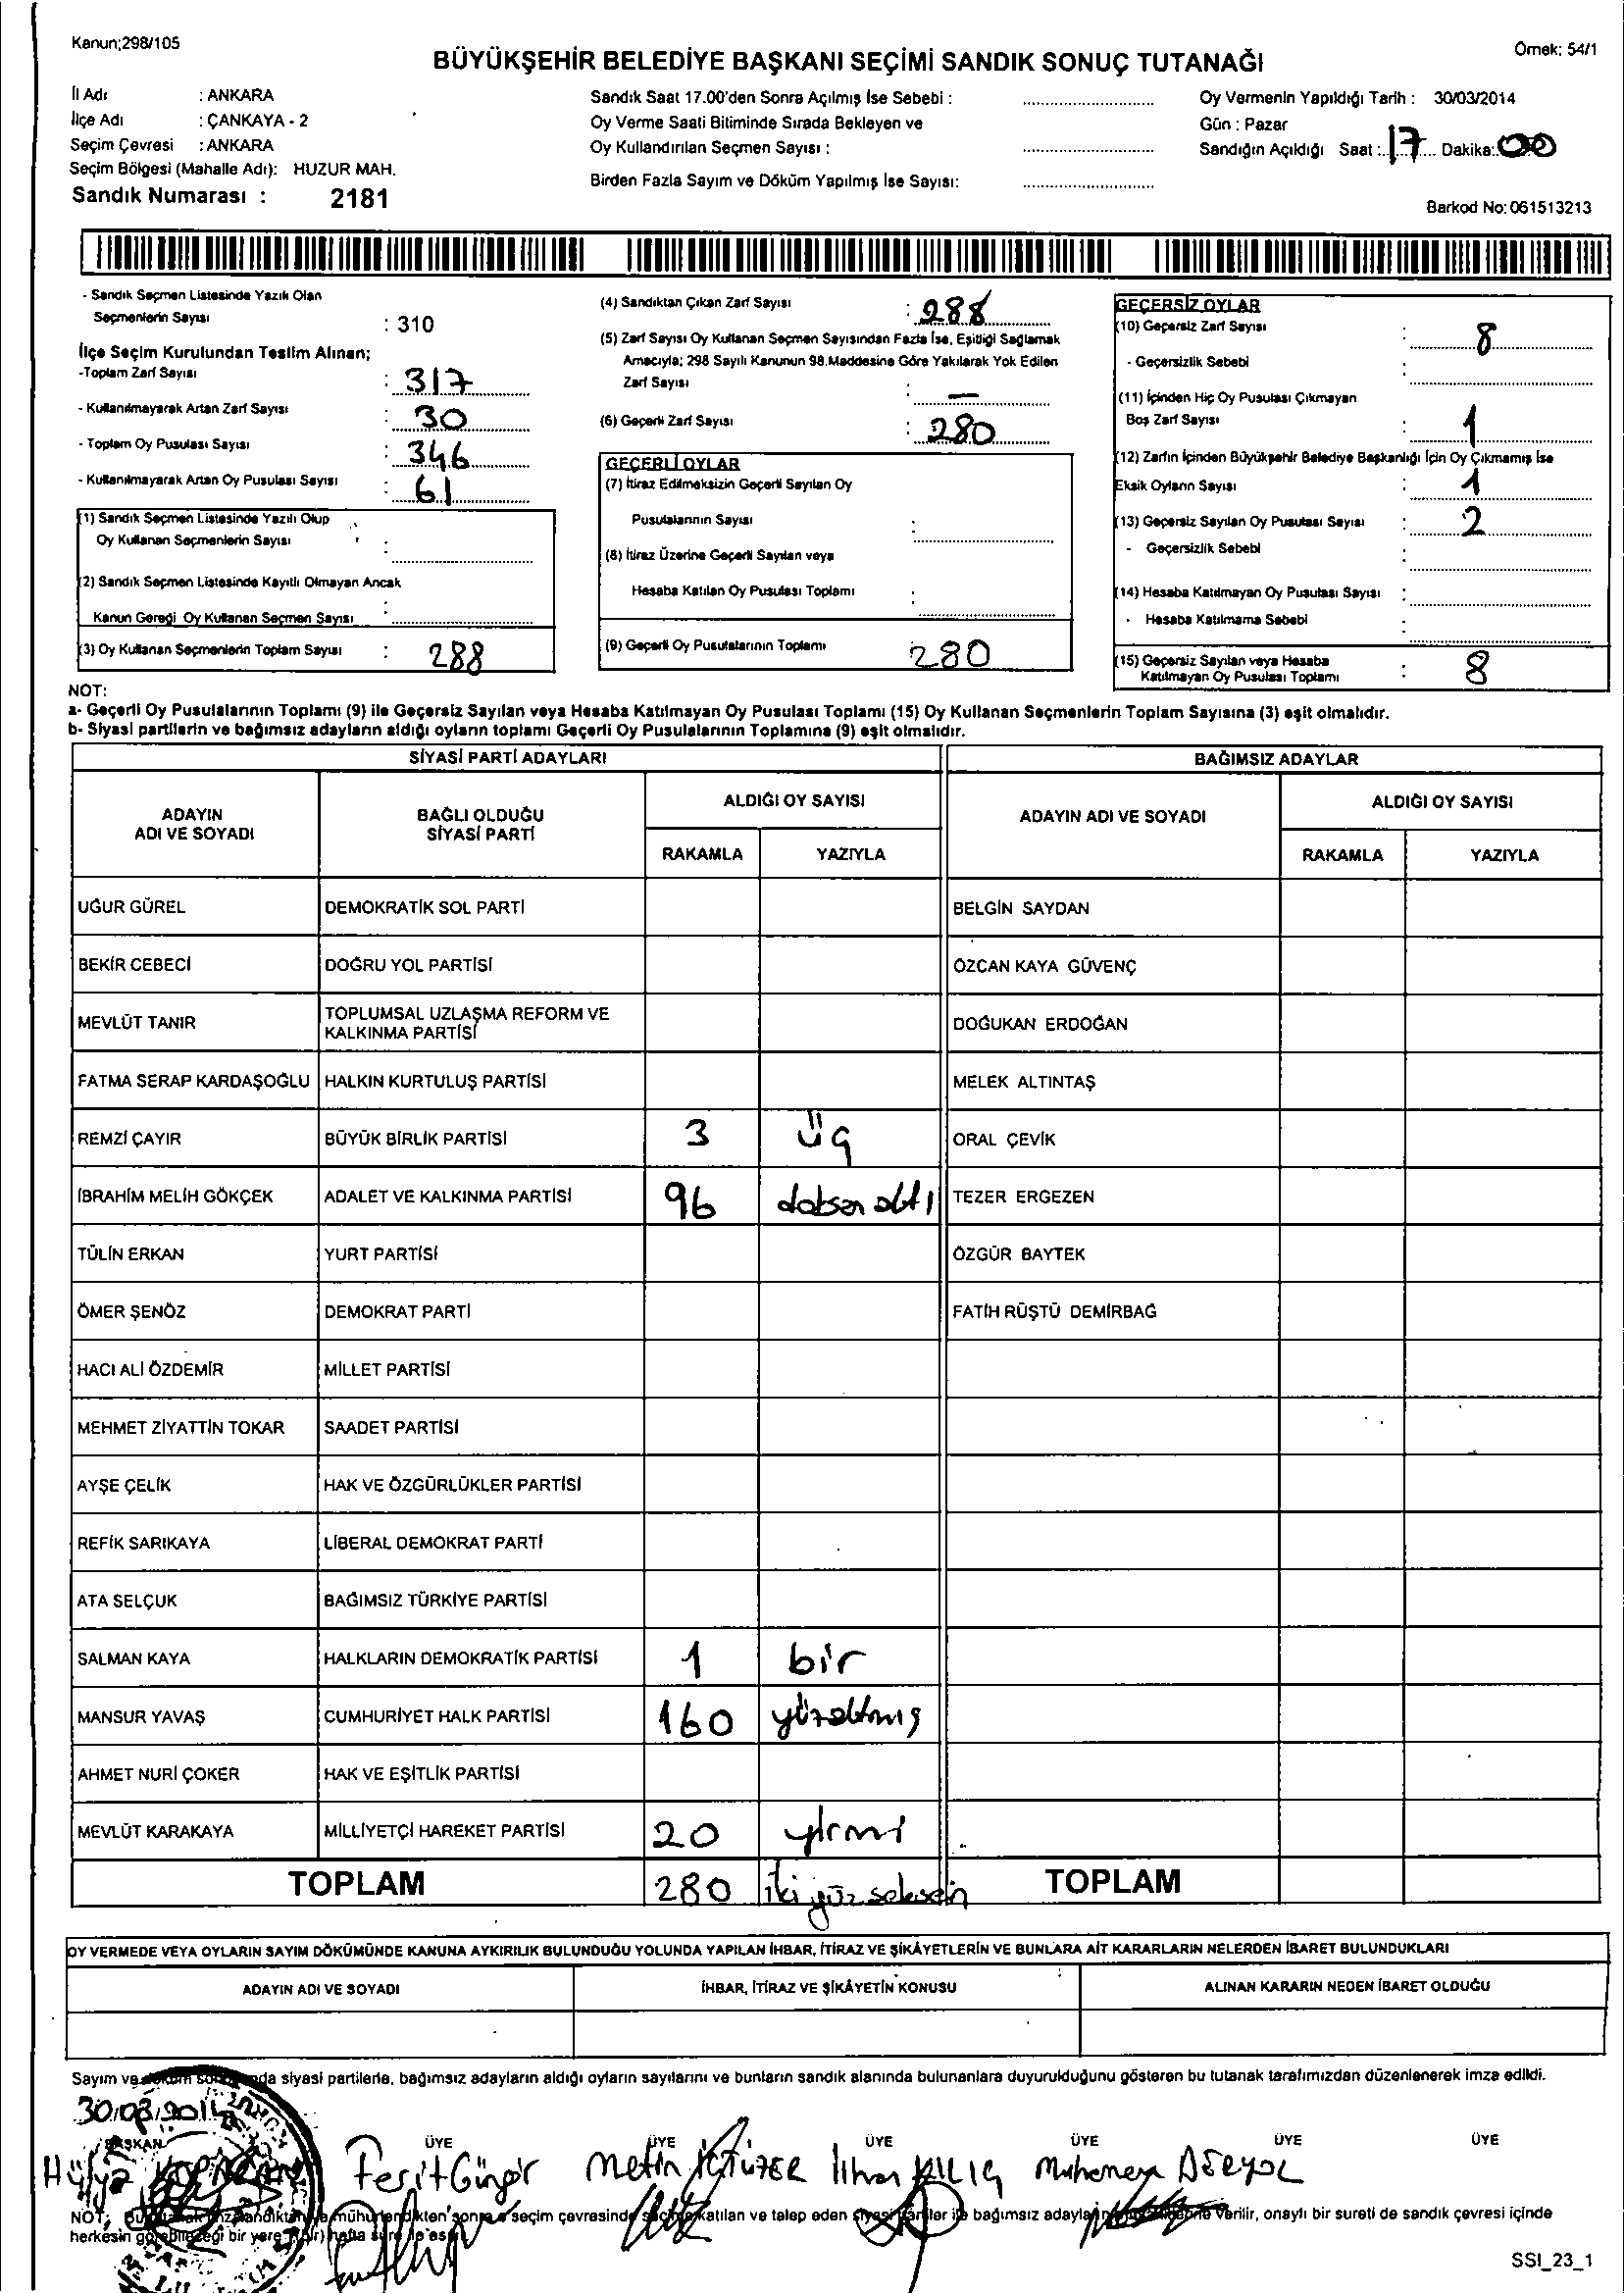 Kanun;298/105
Örnek: 54/1
BÜYÜKŞEHİR BELEDİYE BAŞKANI SEÇİMİ SANDIK SONUÇ TUTANAĞI
İl Adı : ANKARA
İlçe Adı : ÇANKAYA - 2
Seçim Çevresi : ANKARA
Seçim Bölgesi (Mahalle Adı): HUZUR MAH.
Sandık Numarası : 2181
Sandık Saat 17.00'den Sonra Açılmış İse Sebebi :
Oy Verme Saati Bitiminde Sırada Bekleyen ve
Oy Kullandırılan Seçmen Sayısı :
Birden Fazla Sayım ve Döküm Yapılmış İse Sayısı:
Oy Vermenin Yapıldığı Tarih : 30/03/2014
Gün : Pazar
Sandığın Açıldığı Saat : 17 Dakika: 00
Barkod No: 061513213
- Sandık Seçmen Listesinde Yazılı Olan
Seçmenlerin Sayısı : 310
İlçe Seçim Kurulundan Teslim Alınan;
-Toplam Zarf Sayısı : 317
- Kullanılmayarak Artan Zarf Sayısı : 30
- Toplam Oy Pusulası Sayısı : 346
- Kullanılmayarak Artan Oy Pusulası Sayısı : 61
(1) Sandık Seçmen Listesinde Yazılı Olup
Oy Kullanan Seçmenlerin Sayısı :
(2) Sandık Seçmen Listesinde Kayıtlı Olmayan Ancak
Kanun Gereği Oy Kullanan Seçmen Sayısı :
(3) Oy Kullanan Seçmenlerin Toplam Sayısı : 288
(4) Sandıktan Çıkan Zarf Sayısı : 288
(5) Zarf Sayısı Oy Kullanan Seçmen Sayısından Fazla İse, Eşitliği Sağlamak
Amacıyla; 298 Sayılı Kanunun 98.Maddesine Göre Yakılarak Yok Edilen
Zarf Sayısı : —
(6) Geçerli Zarf Sayısı : 280
GEÇERLİ OYLAR
(7) İtiraz Edilmeksizin Geçerli Sayılan Oy
Pusulalarının Sayısı :
(8) İtiraz Üzerine Geçerli Sayılan veya
Hesaba Katılan Oy Pusulası Toplamı :
(9) Geçerli Oy Pusulalarının Toplamı : 280
GEÇERSİZ OYLAR
(10) Geçersiz Zarf Sayısı : 8
- Geçersizlik Sebebi :
(11) İçinden Hiç Oy Pusulası Çıkmayan
Boş Zarf Sayısı : 1
(12) Zarfın İçinden Büyükşehir Belediye Başkanlığı İçin Oy Çıkmamış İse
Eksik Oyların Sayısı : 1
(13) Geçersiz Sayılan Oy Pusulası Sayısı : 2
- Geçersizlik Sebebi :
(14) Hesaba Katılmayan Oy Pusulası Sayısı :
- Hesaba Katılmama Sebebi :
(15) Geçersiz Sayılan veya Hesaba
Katılmayan Oy Pusulası Toplamı : 8
NOT:
a- Geçerli Oy Pusulalarının Toplamı (9) ile Geçersiz Sayılan veya Hesaba Katılmayan Oy Pusulası Toplamı (15) Oy Kullanan Seçmenlerin Toplam Sayısına (3) eşit olmalıdır.
b- Siyasi partilerin ve bağımsız adayların aldığı oyların toplamı Geçerli Oy Pusulalarının Toplamına (9) eşit olmalıdır.
SİYASİ PARTİ ADAYLARI BAĞIMSIZ ADAYLAR
ADAYIN ADI VE SOYADI BAĞLI OLDUĞU SİYASİ PARTİ ALDIĞI OY SAYISI ADAYIN ADI VE SOYADI ALDIĞI OY SAYISI
RAKAMLA YAZIYLA RAKAMLA YAZIYLA
UĞUR GÜREL DEMOKRATİK SOL PARTİ BELGİN SAYDAN
BEKİR CEBECİ DOĞRU YOL PARTİSİ ÖZCAN KAYA GÜVENÇ
MEVLÜT TANIR TOPLUMSAL UZLAŞMA REFORM VE KALKINMA PARTİSİ DOĞUKAN ERDOĞAN
FATMA SERAP KARDAŞOĞLU HALKIN KURTULUŞ PARTİSİ MELEK ALTINTAŞ
REMZİ ÇAYIR BÜYÜK BİRLİK PARTİSİ 3 üç ORAL ÇEVİK
İBRAHİM MELİH GÖKÇEK ADALET VE KALKINMA PARTİSİ 96 doksan altı TEZER ERGEZEN
TÜLİN ERKAN YURT PARTİSİ ÖZGÜR BAYTEK
ÖMER ŞENÖZ DEMOKRAT PARTİ FATİH RÜŞTÜ DEMİRBAĞ
HACI ALİ ÖZDEMİR MİLLET PARTİSİ
MEHMET ZİYATTİN TOKAR SAADET PARTİSİ
AYŞE ÇELİK HAK VE ÖZGÜRLÜKLER PARTİSİ
REFİK SARIKAYA LİBERAL DEMOKRAT PARTİ
ATA SELÇUK BAĞIMSIZ TÜRKİYE PARTİSİ
SALMAN KAYA HALKLARIN DEMOKRATİK PARTİSİ 1 bir
MANSUR YAVAŞ CUMHURİYET HALK PARTİSİ 160 yüzaltmış
AHMET NURİ ÇOKER HAK VE EŞİTLİK PARTİSİ
MEVLÜT KARAKAYA MİLLİYETÇİ HAREKET PARTİSİ 20 yirmi
TOPLAM 280 iki yüz seksen TOPLAM
OY VERMEDE VEYA OYLARIN SAYIM DÖKÜMÜNDE KANUNA AYKIRILIK BULUNDUĞU YOLUNDA YAPILAN İHBAR, İTİRAZ VE ŞİKÂYETLERİN VE BUNLARA AİT KARARLARIN NELERDEN İBARET BULUNDUKLARI
ADAYIN ADI VE SOYADI İHBAR, İTİRAZ VE ŞİKÂYETİN KONUSU ALINAN KARARIN NEDEN İBARET OLDUĞU
Sayım ve döküm sonunda siyasi partilerle, bağımsız adayların aldığı oyların sayılarını ve bunların sandık alanında bulunanlara duyurulduğunu gösteren bu tutanak tarafımızdan düzenlenerek imza edildi.
30/03/2014
BAŞKAN ÜYE ÜYE ÜYE ÜYE ÜYE ÜYE
Hülya Ferit Güngör Metin İlhan KILIÇ
NOT; seçim çevresinde katılan ve talep eden siyasi partiler ile bağımsız verilir, onaylı bir sureti de sandık çevresi içinde
herkesin görebileceği bir yere
SSI_23_1